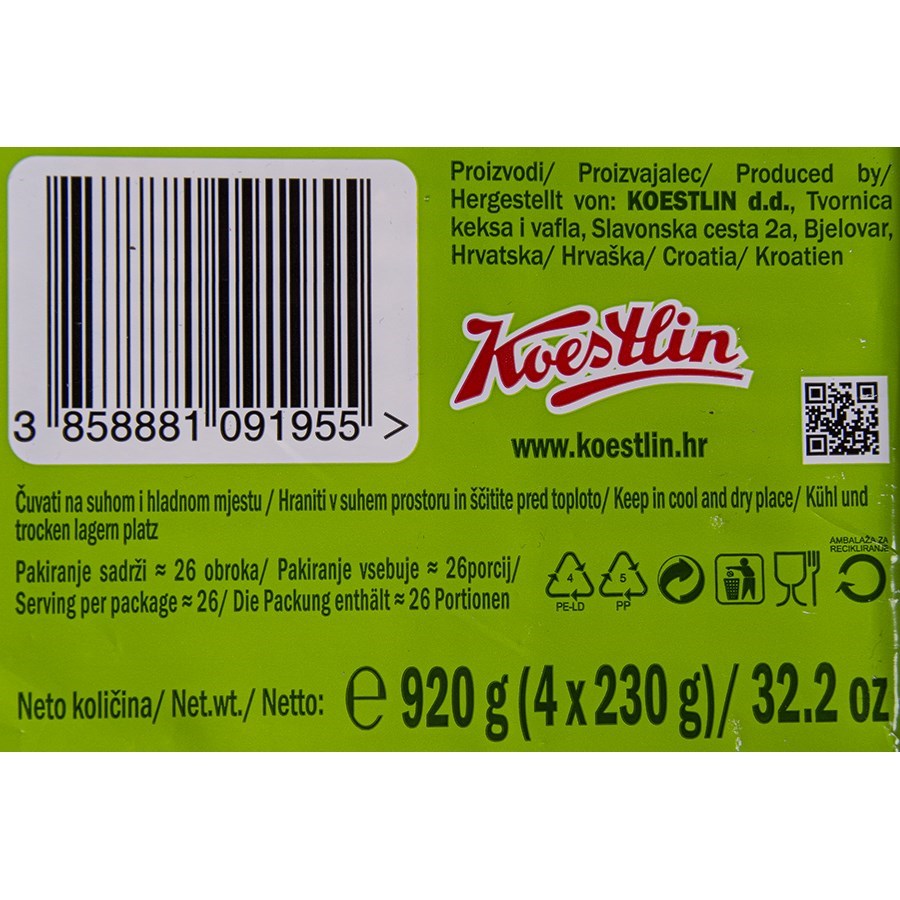 3 858881 091955 >
Proizvodi/ Proizvajalec/ Produced by/
Hergestellt von: KOESTLIN d.d., Tvornica
keksa i vafla, Slavonska cesta 2a, Bjelovar,
Hrvatska/ Hrvaška/ Croatia/ Kroatien
Koestlin
www.koestlin.hr
Čuvati na suhom i hladnom mjestu / Hraniti v suhem prostoru in ščitite pred toploto/ Keep in cool and dry place/ Kühl und
trocken lagern platz
Pakiranje sadrži ≈ 26 obroka/ Pakiranje vsebuje ≈ 26porcij/
Serving per package ≈ 26/ Die Packung enthält ≈ 26 Portionen
4
PE-LD
5
PP
AMBALAŽA ZA
RECIKLIRANJE
Neto količina/ Net.wt./ Netto: ℮ 920 g (4 x 230 g)/ 32.2 oz